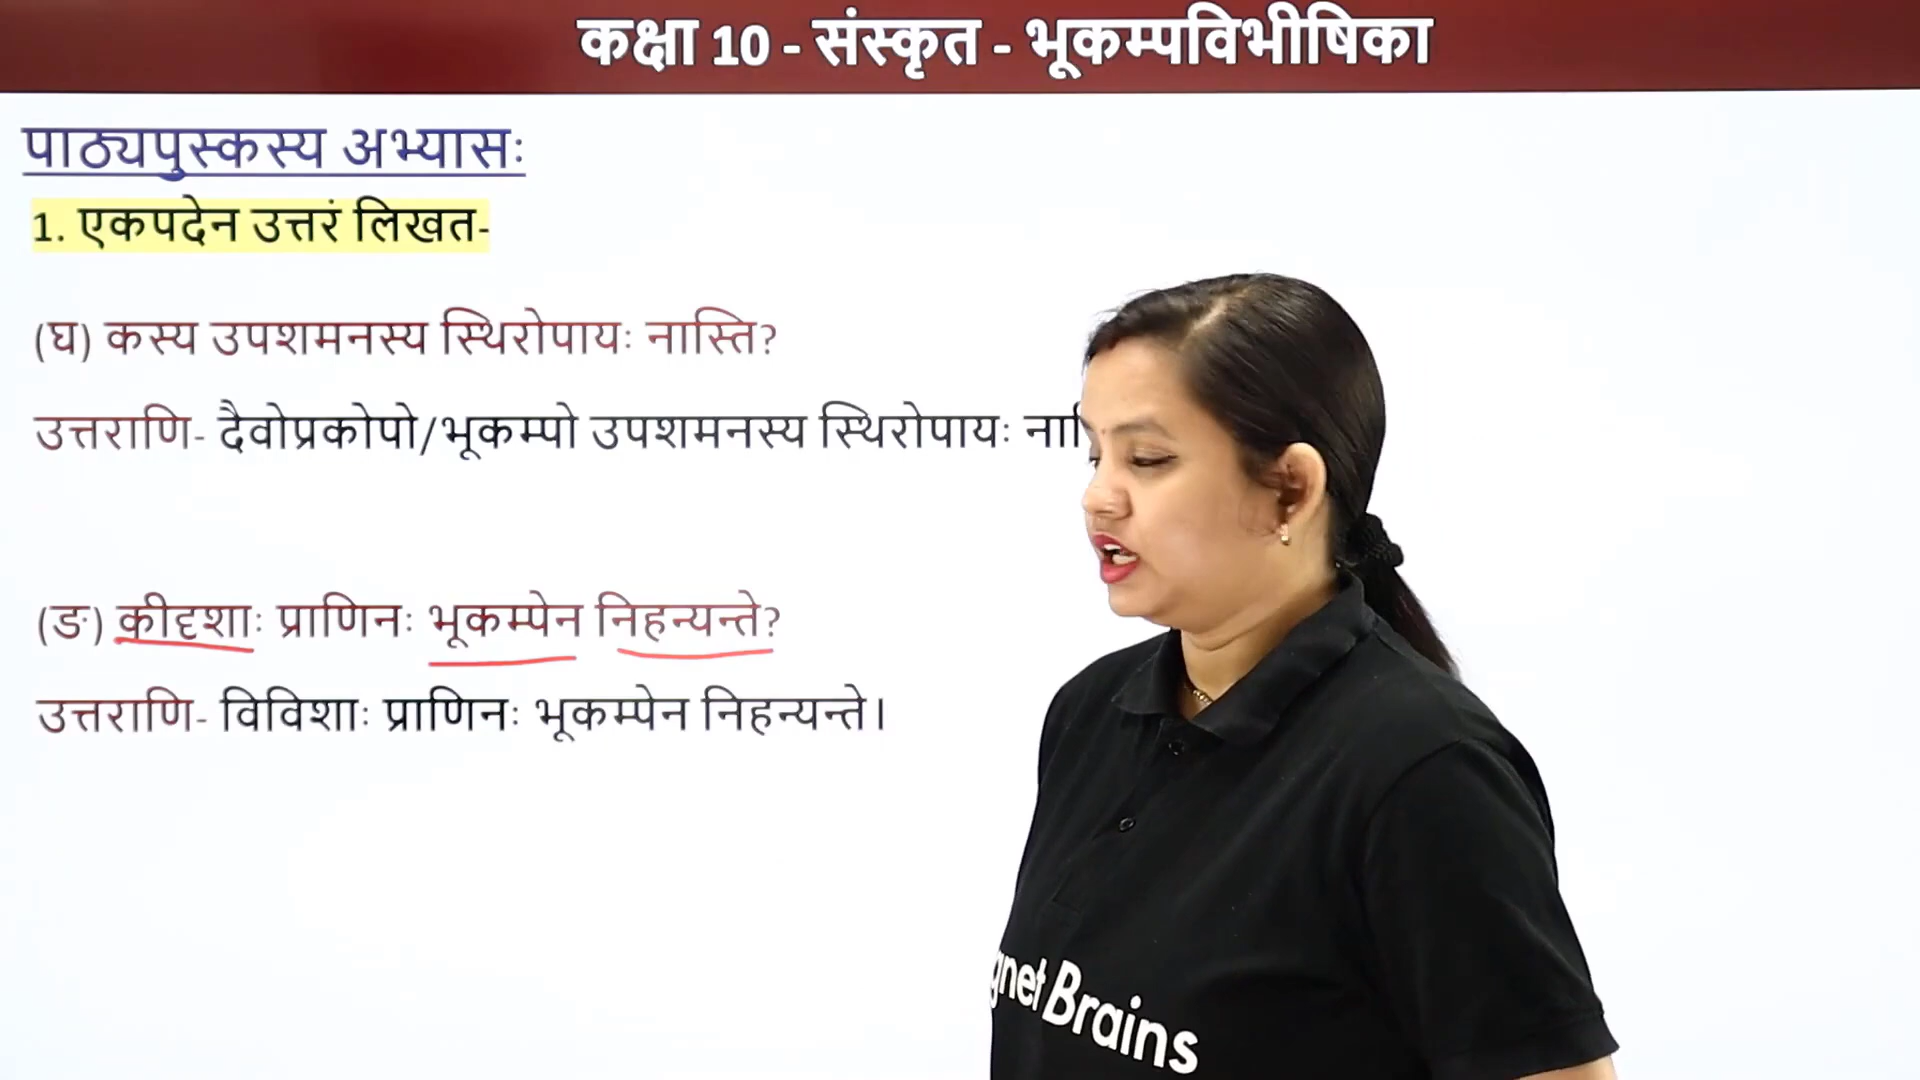 कक्षा 10 - संस्कृत - भूकम्पविभीषिका
पाठ्यपुस्कस्य अभ्यासः
1. एकपदेन उत्तरं लिखत-
(घ) कस्य उपशमनस्य स्थिरोपायः नास्ति?
उत्तराणि- दैवोप्रकोपो/भूकम्पो उपशमनस्य स्थिरोपायः
(ङ) कीदृशाः प्राणिनः भूकम्पेन निहन्यन्ते?
उत्तराणि- विविशाः प्राणिनः भूकम्पेन निहन्यन्ते।
Brains